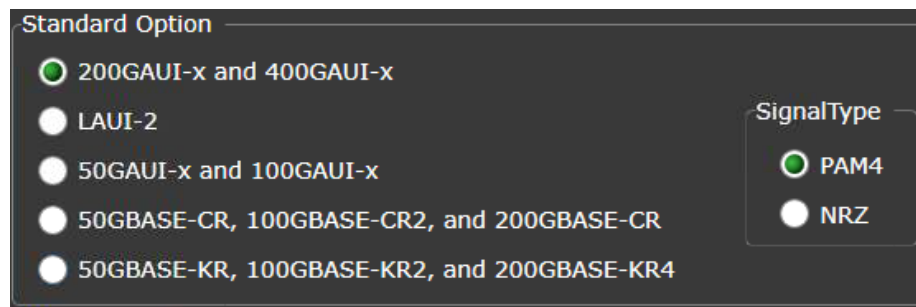 Standard Option
200GAUI-x and 400GAUI-x
LAUI-2
50GAUI-x and 100GAUI-x
50GBASE-CR, 100GBASE-CR2, and 200GBASE-CR
50GBASE-KR, 100GBASE-KR2, and 200GBASE-KR4
SignalType
PAM4
NRZ